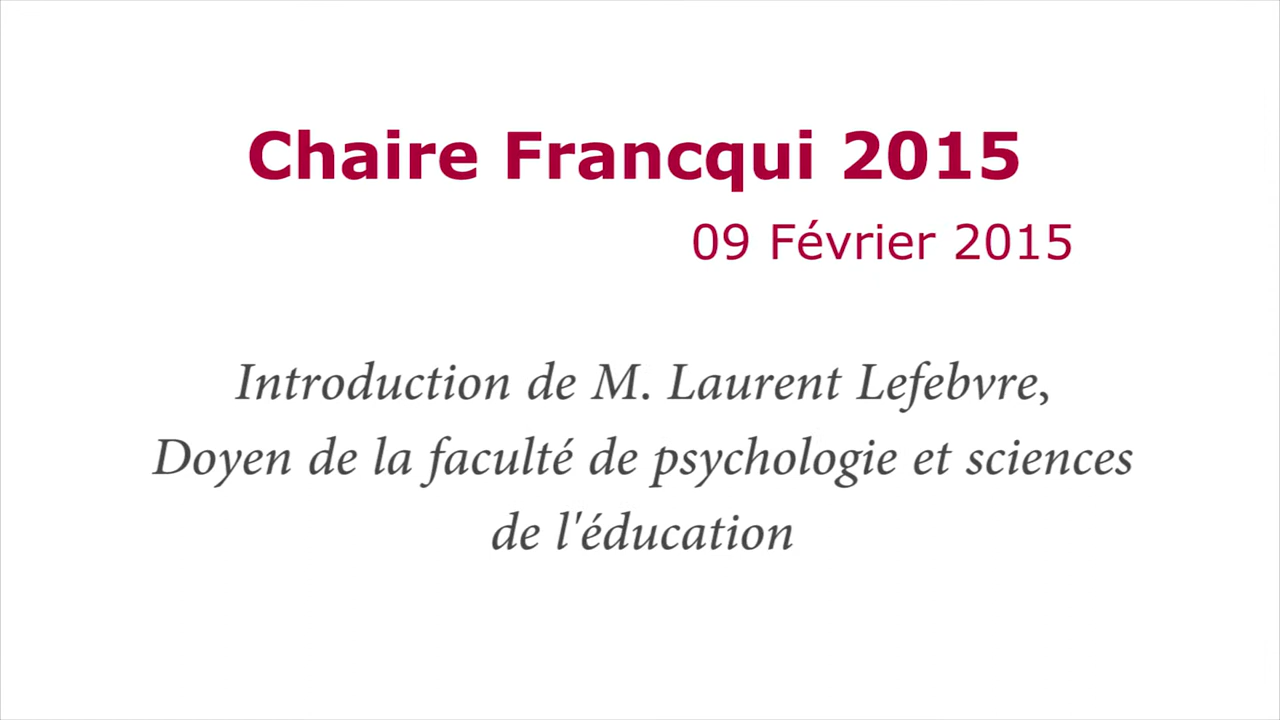 Chaire Francqui 2015
09 Février 2015
Introduction de M. Laurent Lefebvre,
Doyen de la faculté de psychologie et sciences
de l'éducation